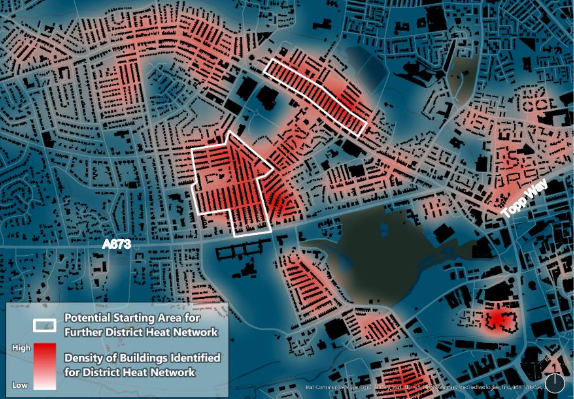 Topp Way
A673
Potential Starting Area for
Further District Heat Network
High
Density of Buildings Identified
for District Heat Network
Low